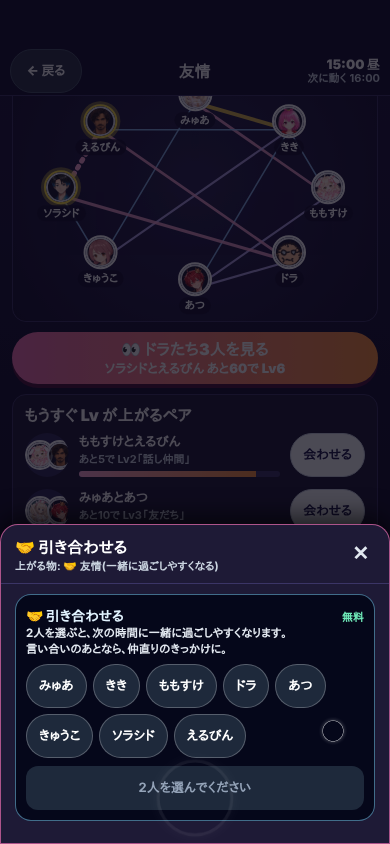 ← 戻る
友情
15:00 昼
次に動く 16:00
みゅあ
えるびん
きき
ソラシド
ももすけ
きゅうこ
ドラ
あつ
👀 ドラたち3人を見る
ソラシドとえるびん あと60で Lv6
もうすぐ Lv が上がるペア
ももすけとえるびん
あと5で Lv2「話し仲間」
会わせる
みゅあとあつ
あと10で Lv3「友だち」
会わせる
🤝 引き合わせる
上がる物: 🤝 友情(一緒に過ごしやすくなる)
✕
🤝 引き合わせる
無料
2人を選ぶと、次の時間に一緒に過ごしやすくなります。
言い合いのあとなら、仲直りのきっかけに。
みゅあ
きき
ももすけ
ドラ
あつ
きゅうこ
ソラシド
えるびん
2人を選んでください